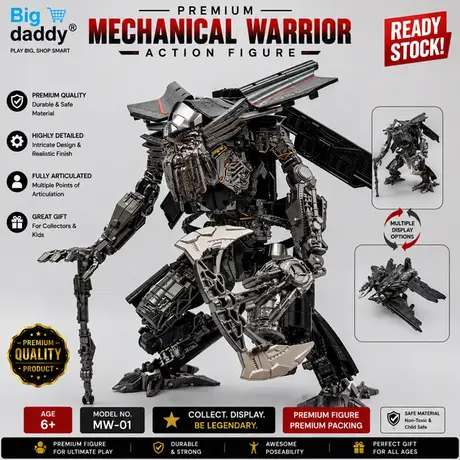 Big
daddy®
PLAY BIG, SHOP SMART
PREMIUM
MECHANICAL WARRIOR
ACTION FIGURE
READY
STOCK!
PREMIUM QUALITY
Durable & Safe
Material
HIGHLY DETAILED
Intricate Design &
Realistic Finish
FULLY ARTICULATED
Multiple Points of
Articulation
GREAT GIFT
For Collectors &
Kids
MULTIPLE
DISPLAY
OPTIONS
PREMIUM
QUALITY
PRODUCT
AGE
6+
MODEL NO.
MW-01
COLLECT. DISPLAY.
BE LEGENDARY.
PREMIUM FIGURE
PREMIUM PACKING
SAFE MATERIAL
Non-Toxic &
Child Safe
PREMIUM FIGURE
FOR ULTIMATE PLAY
DURABLE
& STRONG
AWESOME
POSEABILITY
PERFECT GIFT
FOR ALL AGES